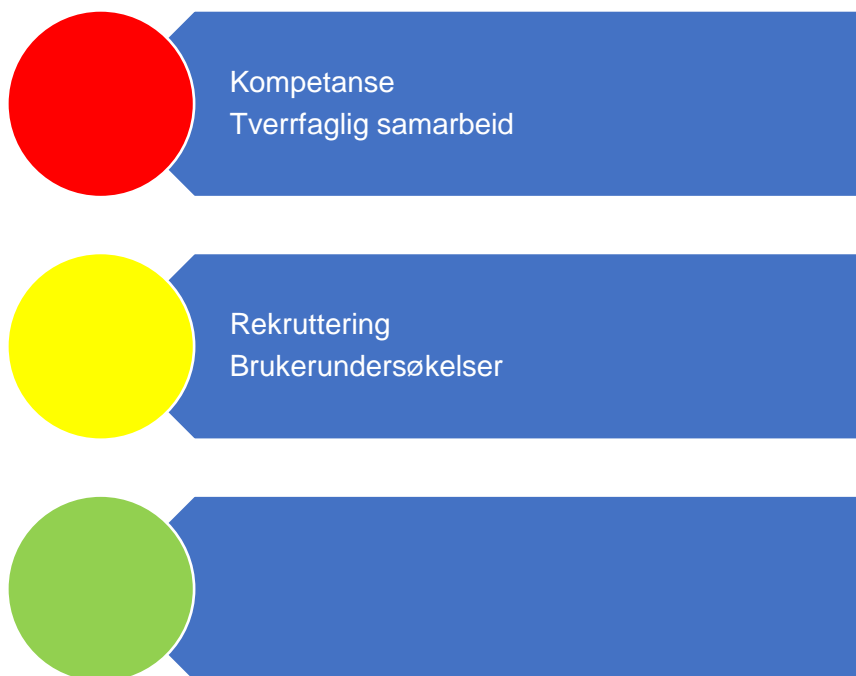 Kompetanse
Tverrfaglig samarbeid
Rekruttering
Brukerundersøkelser